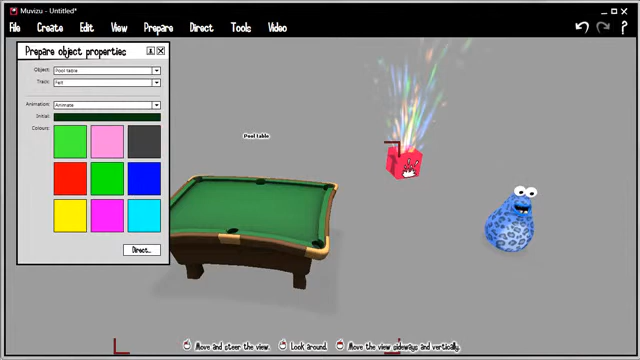 Muvizu - Untitled*
File Create Edit View Prepare Direct Tools Video
Prepare object properties
Object: Pool table
Track: Felt
Animation: Animate
Initial:
Colours:
Direct...
Pool table
Move and steer the view. Look around. Move the view sideways and vertically.